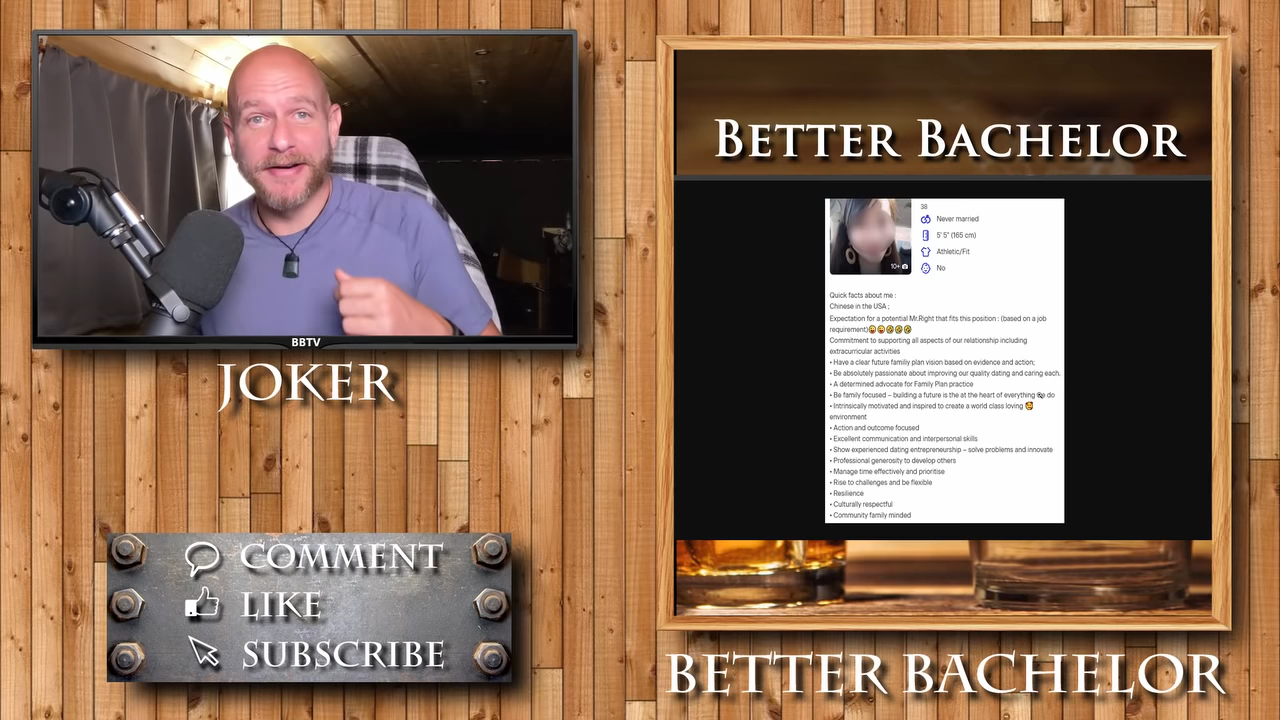 BBTV
JOKER
COMMENT
LIKE
SUBSCRIBE
BETTER BACHELOR
38
Never married
5' 5" (165 cm)
Athletic/Fit
No
10+
Quick facts about me :
Chinese in the USA ;
Expectation for a potential Mr.Right that fits this position : (based on a job
requirement)😜😜🤣🤣🤣
Commitment to supporting all aspects of our relationship including
extracurricular activities
• Have a clear future familiy plan vision based on evidence and action;
• Be absolutely passionate about improving our quality dating and caring each.
• A determined advocate for Family Plan practice
• Be family focused – building a future is the at the heart of everything we do
• Intrinsically motivated and inspired to create a world class loving 🥰
environment
• Action and outcome focused
• Excellent communication and interpersonal skills
• Show experienced dating entrepreneurship – solve problems and innovate
• Professional generosity to develop others
• Manage time effectively and prioritise
• Rise to challenges and be flexible
• Resilience
• Culturally respectful
• Community family minded
BETTER BACHELOR